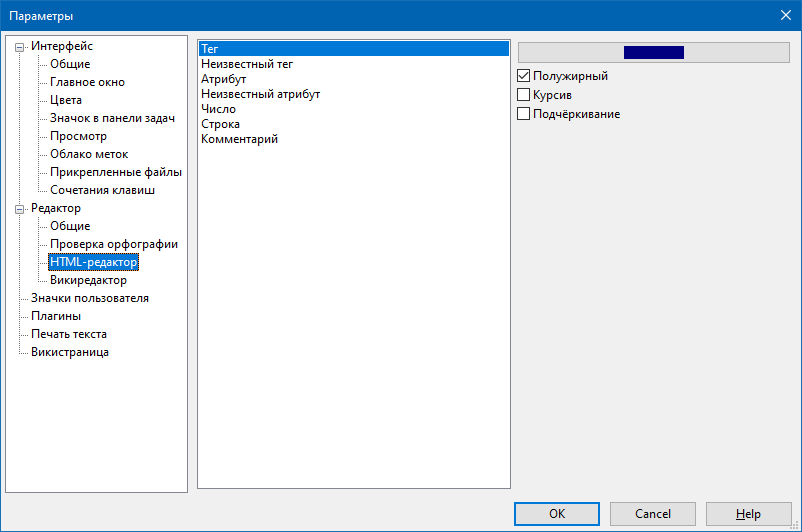 Параметры
Интерфейс
Общие
Главное окно
Цвета
Значок в панели задач
Просмотр
Облако меток
Прикрепленные файлы
Сочетания клавиш
Редактор
Общие
Проверка орфографии
HTML-редактор
Викиредактор
Значки пользователя
Плагины
Печать текста
Викистраница
Тег
Неизвестный тег
Атрибут
Неизвестный атрибут
Число
Строка
Комментарий
Полужирный
Курсив
Подчёркивание
OK
Cancel
Help